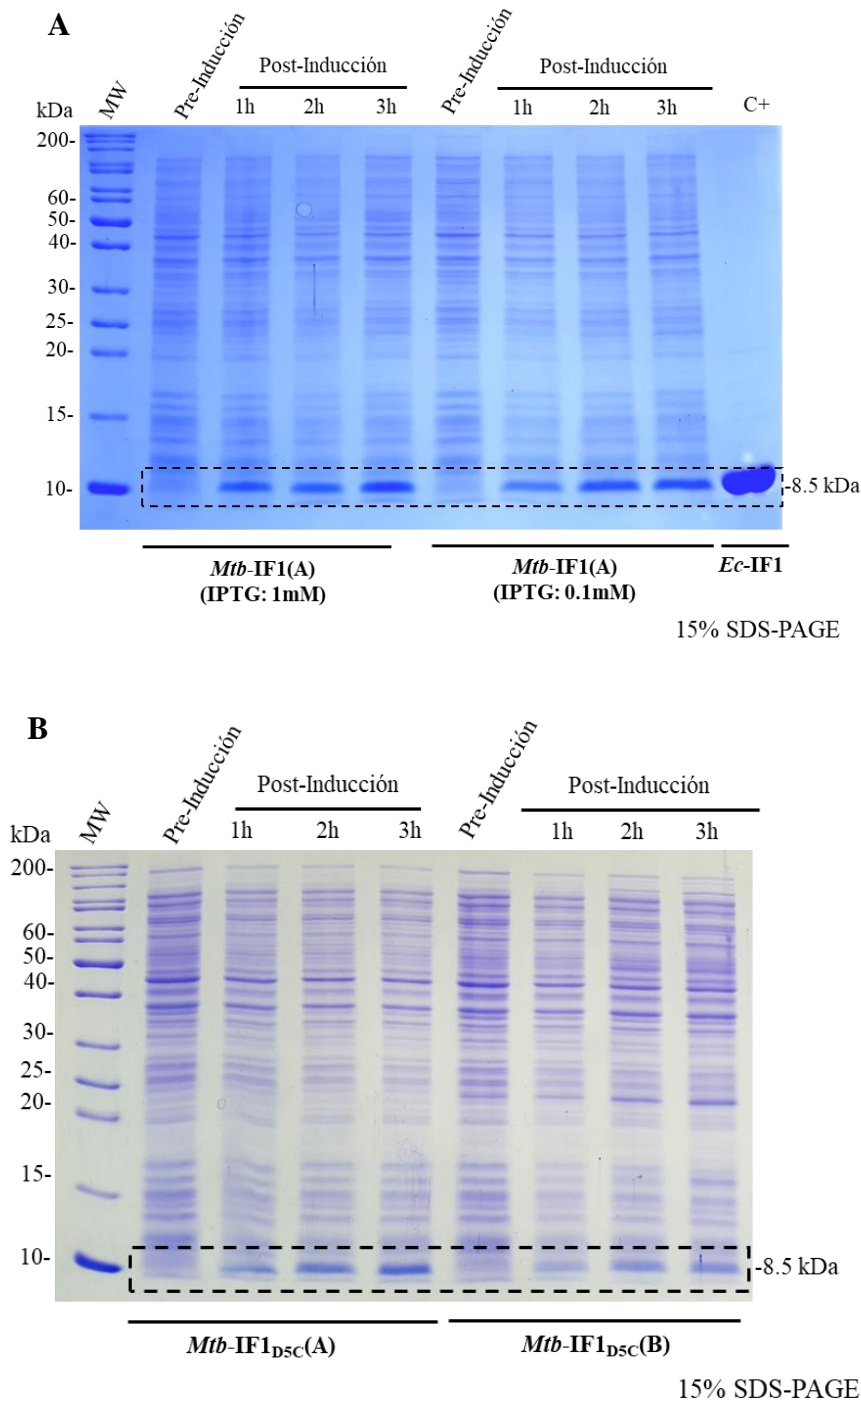 A
kDa
MW
Pre-Inducción
Post-Inducción
1h 2h 3h
Pre-Inducción
Post-Inducción
1h 2h 3h
C+
200-
60-
50-
40-
30-
25-
20-
15-
10-
-8.5 kDa
Mtb-IF1(A)
(IPTG: 1mM)
Mtb-IF1(A)
(IPTG: 0.1mM)
Ec-IF1
15% SDS-PAGE
B
kDa
MW
Pre-Inducción
Post-Inducción
1h 2h 3h
Pre-Inducción
Post-Inducción
1h 2h 3h
200-
60-
50-
40-
30-
25-
20-
15-
10-
-8.5 kDa
Mtb-IF1D5C(A)
Mtb-IF1D5C(B)
15% SDS-PAGE